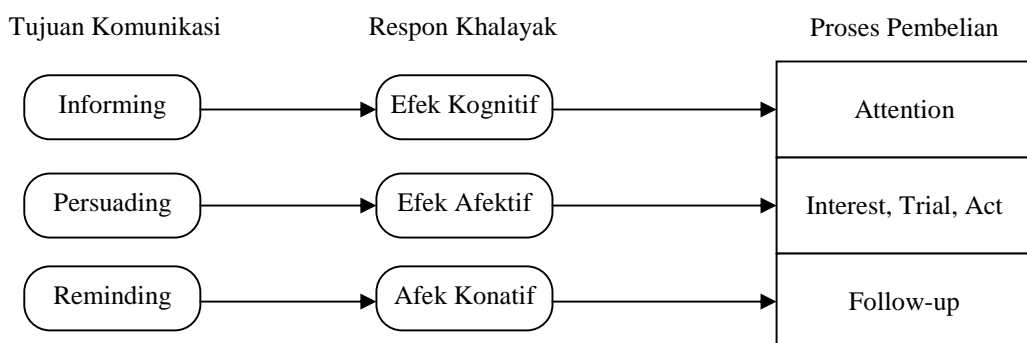 Tujuan Komunikasi Respon Khalayak Proses Pembelian
Informing Efek Kognitif Attention
Persuading Efek Afektif Interest, Trial, Act
Reminding Afek Konatif Follow-up